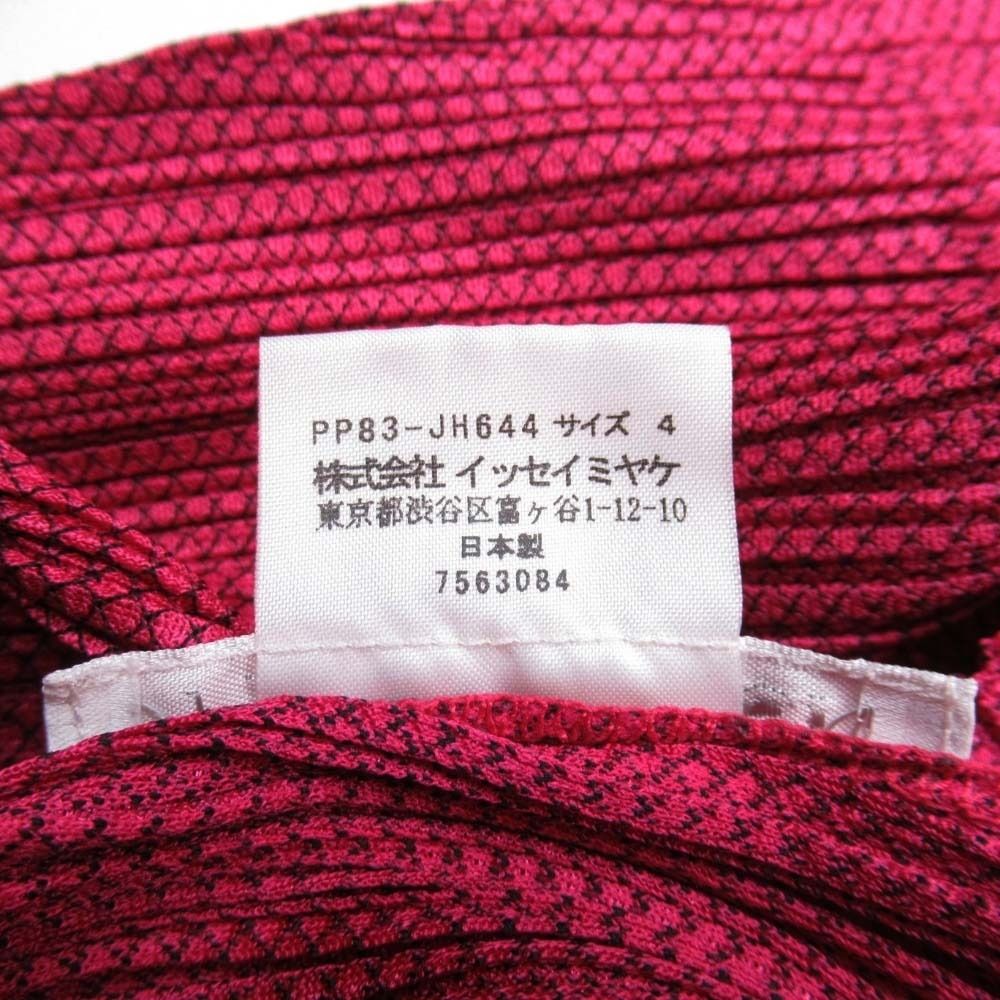 PP83-JH644 サイズ 4
株式会社 イッセイミヤケ
東京都渋谷区富ヶ谷1-12-10
日本製
7563084